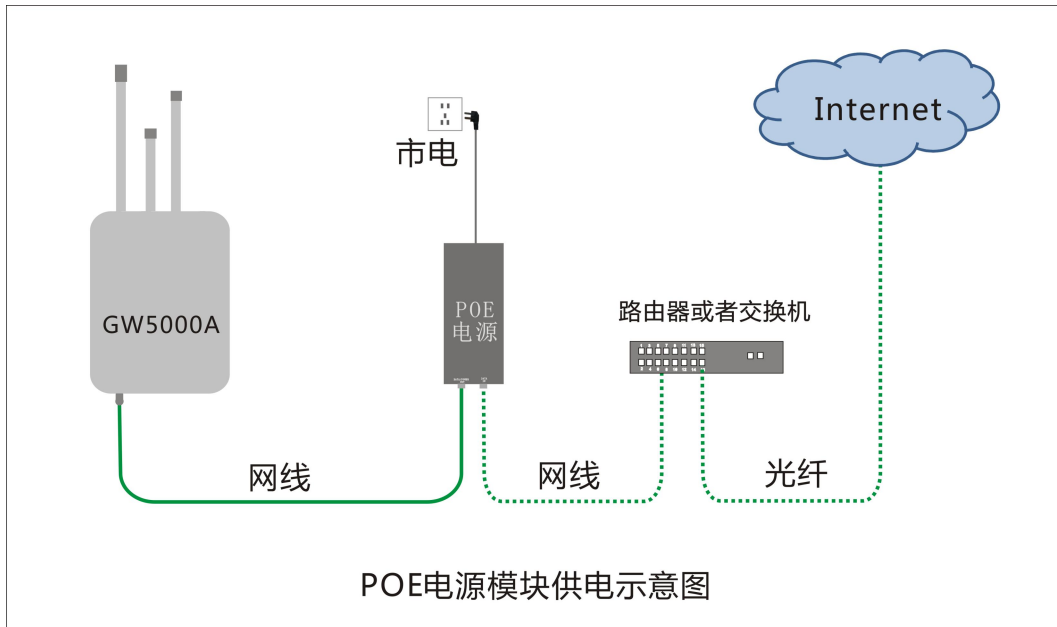 Internet
市电
GW5000A
POE
电源
路由器或者交换机
网线
网线
光纤
POE电源模块供电示意图